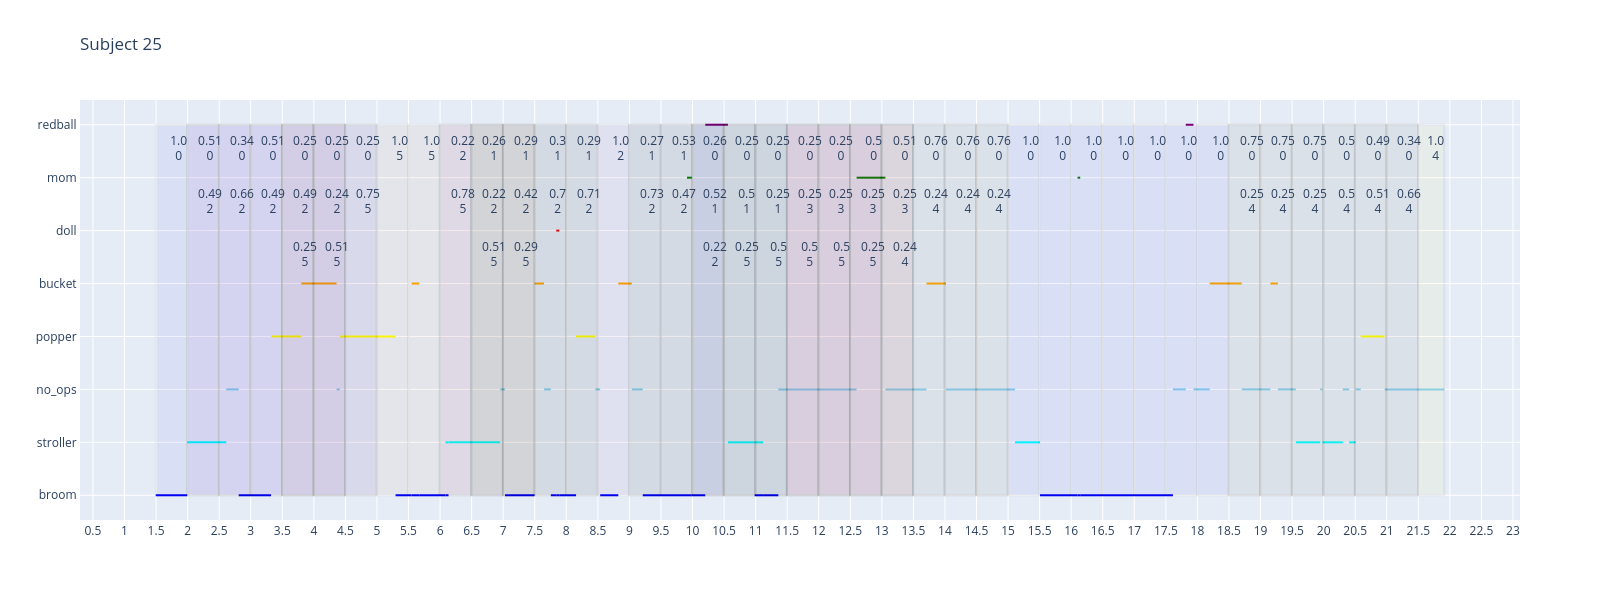 Subject 25
redball
1.0 0.51 0.34 0.51 0.25 0.25 0.25 1.0 1.0 0.22 0.26 0.29 0.3 0.29 1.0 0.27 0.53 0.26 0.25 0.25 0.25 0.25 0.5 0.51 0.76 0.76 0.76 1.0 1.0 1.0 1.0 1.0 1.0 1.0 0.75 0.75 0.75 0.5 0.49 0.34 1.0
0 0 0 0 0 0 0 5 5 2 1 1 1 1 2 1 1 0 0 0 0 0 0 0 0 0 0 0 0 0 0 0 0 0 0 0 0 0 0 0 4
mom
0.49 0.66 0.49 0.49 0.24 0.75 0.78 0.22 0.42 0.7 0.71 0.73 0.47 0.52 0.5 0.25 0.25 0.25 0.25 0.25 0.24 0.24 0.24 0.25 0.25 0.25 0.5 0.51 0.66
2 2 2 2 2 5 5 2 2 2 2 2 2 1 1 1 3 3 3 3 4 4 4 4 4 4 4 4 4
doll
0.25 0.51 0.51 0.29 0.22 0.25 0.5 0.5 0.5 0.25 0.24
5 5 5 5 2 5 5 5 5 5 4
bucket
popper
no_ops
stroller
broom
0.5 1 1.5 2 2.5 3 3.5 4 4.5 5 5.5 6 6.5 7 7.5 8 8.5 9 9.5 10 10.5 11 11.5 12 12.5 13 13.5 14 14.5 15 15.5 16 16.5 17 17.5 18 18.5 19 19.5 20 20.5 21 21.5 22 22.5 23